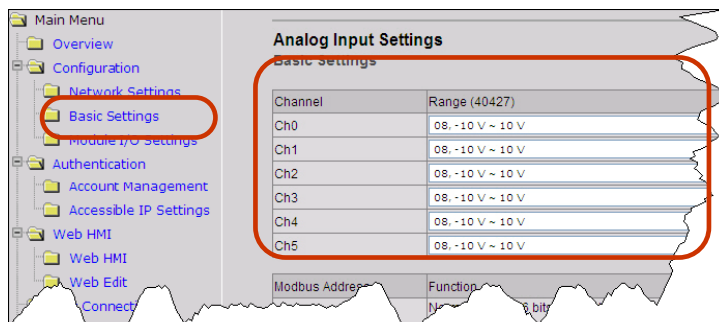 Main Menu
Overview
Configuration
Network Settings
Basic Settings
Module I/O Settings
Authentication
Account Management
Accessible IP Settings
Web HMI
Web HMI
Web Edit
Analog Input Settings
Basic Settings
Channel Range (40427)
Ch0 08, -10 V ~ 10 V
Ch1 08, -10 V ~ 10 V
Ch2 08, -10 V ~ 10 V
Ch3 08, -10 V ~ 10 V
Ch4 08, -10 V ~ 10 V
Ch5 08, -10 V ~ 10 V
Modbus Address Function